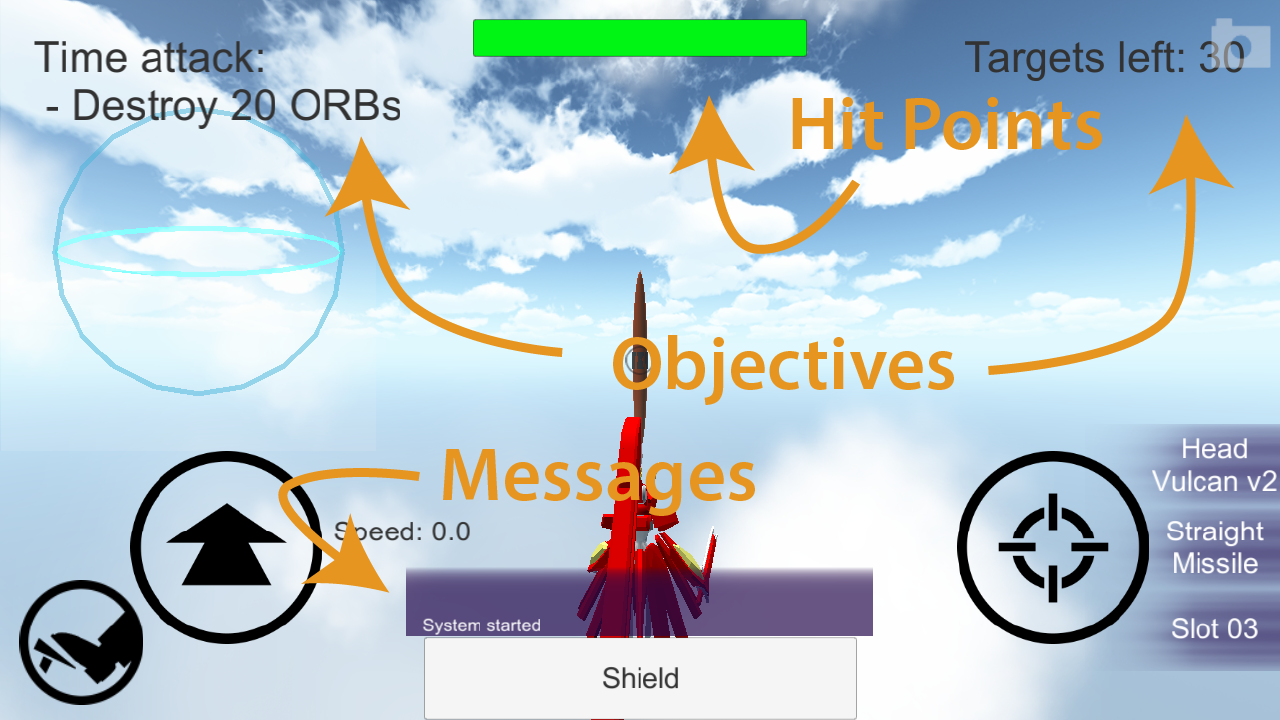 Time attack:
- Destroy 20 ORBs
Targets left: 30
Hit Points
Objectives
Messages
Speed: 0.0
Head
Vulcan v2
Straight
Missile
Slot 03
System started
Shield